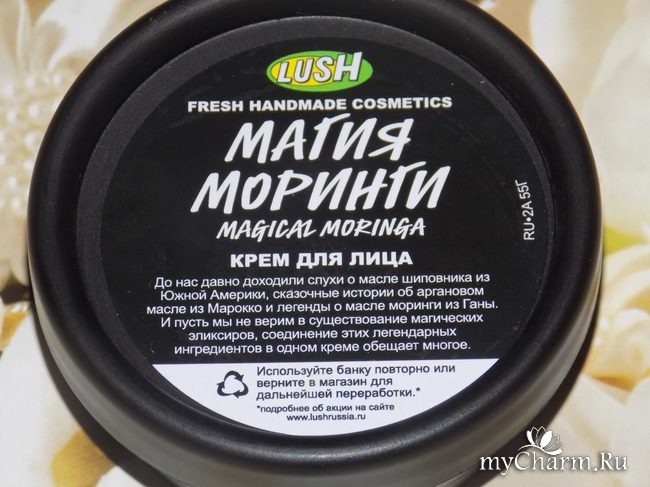 LUSH
FRESH HANDMADE COSMETICS
МАГИЯ
МОРИНГИ
MAGICAL MORINGA
КРЕМ ДЛЯ ЛИЦА
До нас давно доходили слухи о масле шиповника из
Южной Америки, сказочные истории об аргановом
масле из Марокко и легенды о масле моринги из Ганы.
И пусть мы не верим в существование магических
эликсиров, соединение этих легендарных
ингредиентов в одном креме обещает многое.
RU•2A 55Г
Используйте банку повторно или
верните в магазин для
дальнейшей переработки.*
*подробнее об акции на сайте
www.lushrussia.ru
myCharm.Ru